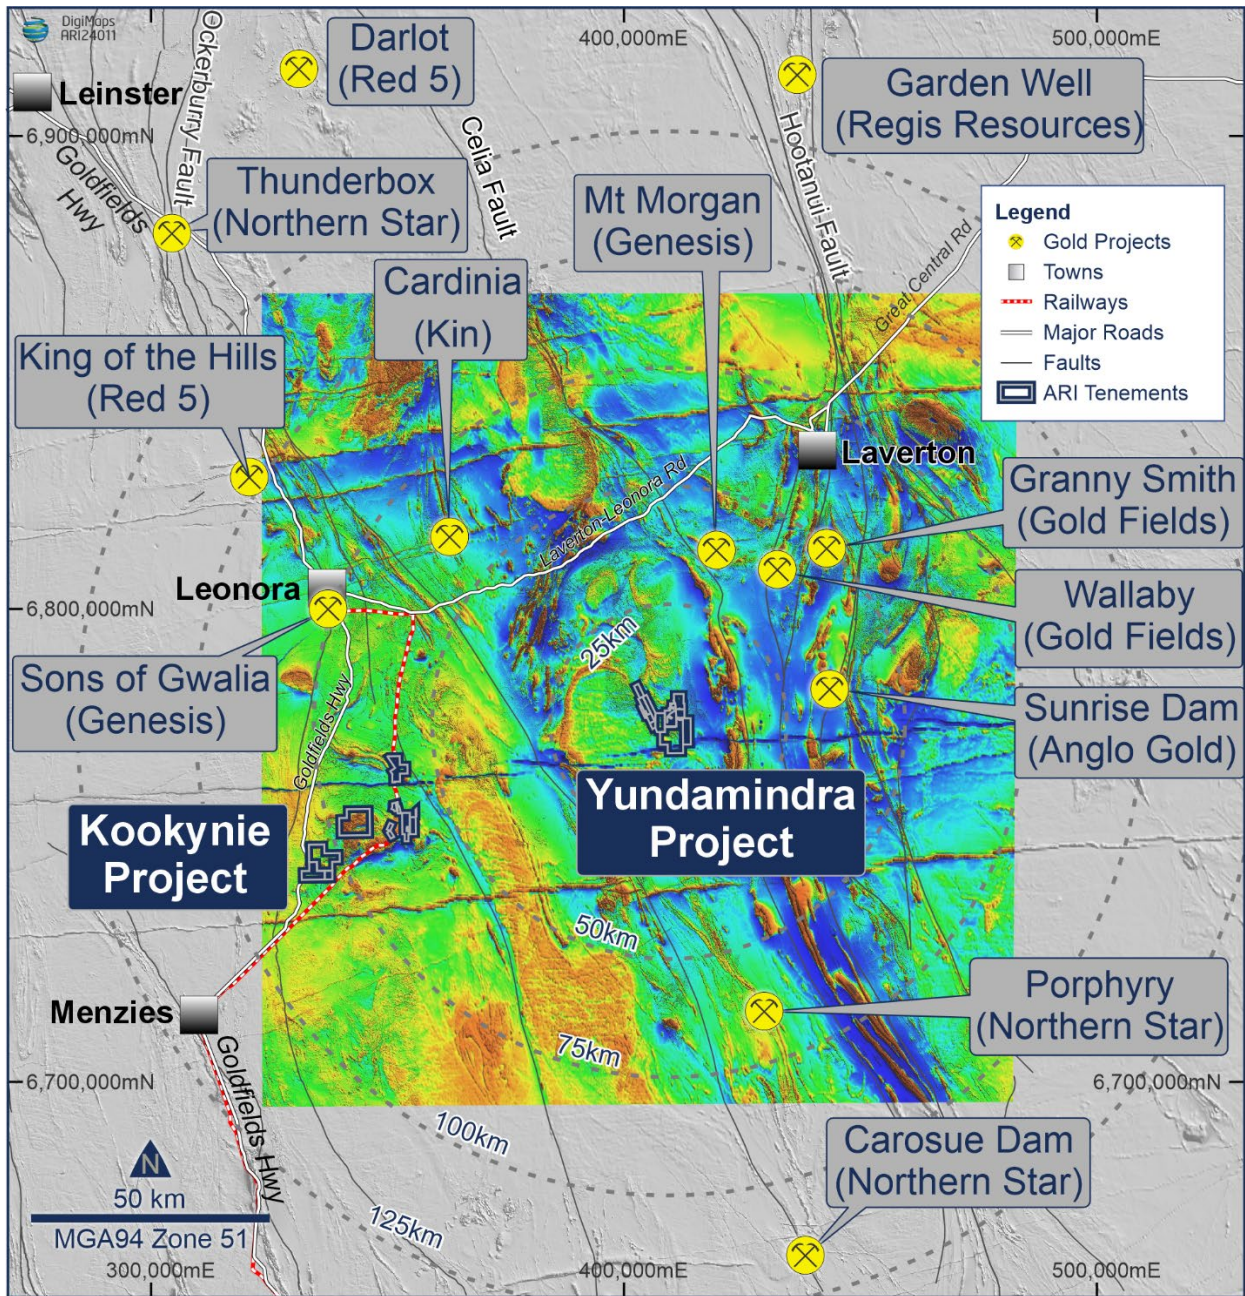 DigiMaps
ARI24011
400,000mE
500,000mE
Darlot
(Red 5)
Leinster
Ockerburry Fault
Celia Fault
Hootanui Fault
Garden Well
(Regis Resources)
6,900,000mN
Goldfields
Hwy
Thunderbox
(Northern Star)
Mt Morgan
(Genesis)
Great Central Rd
Legend
Gold Projects
Towns
Railways
Major Roads
Faults
ARI Tenements
Cardinia
(Kin)
King of the Hills
(Red 5)
Laverton
Laverton-Leonora Rd
Granny Smith
(Gold Fields)
Leonora
6,800,000mN
Wallaby
(Gold Fields)
25km
Sons of Gwalia
(Genesis)
Goldfields Hwy
Sunrise Dam
(Anglo Gold)
Yundamindra
Project
Kookynie
Project
50km
Menzies
Porphyry
(Northern Star)
75km
Goldfields Hwy
6,700,000mN
6,700,000mN
100km
Carosue Dam
(Northern Star)
N
50 km
125km
MGA94 Zone 51
300,000mE
400,000mE
500,000mE